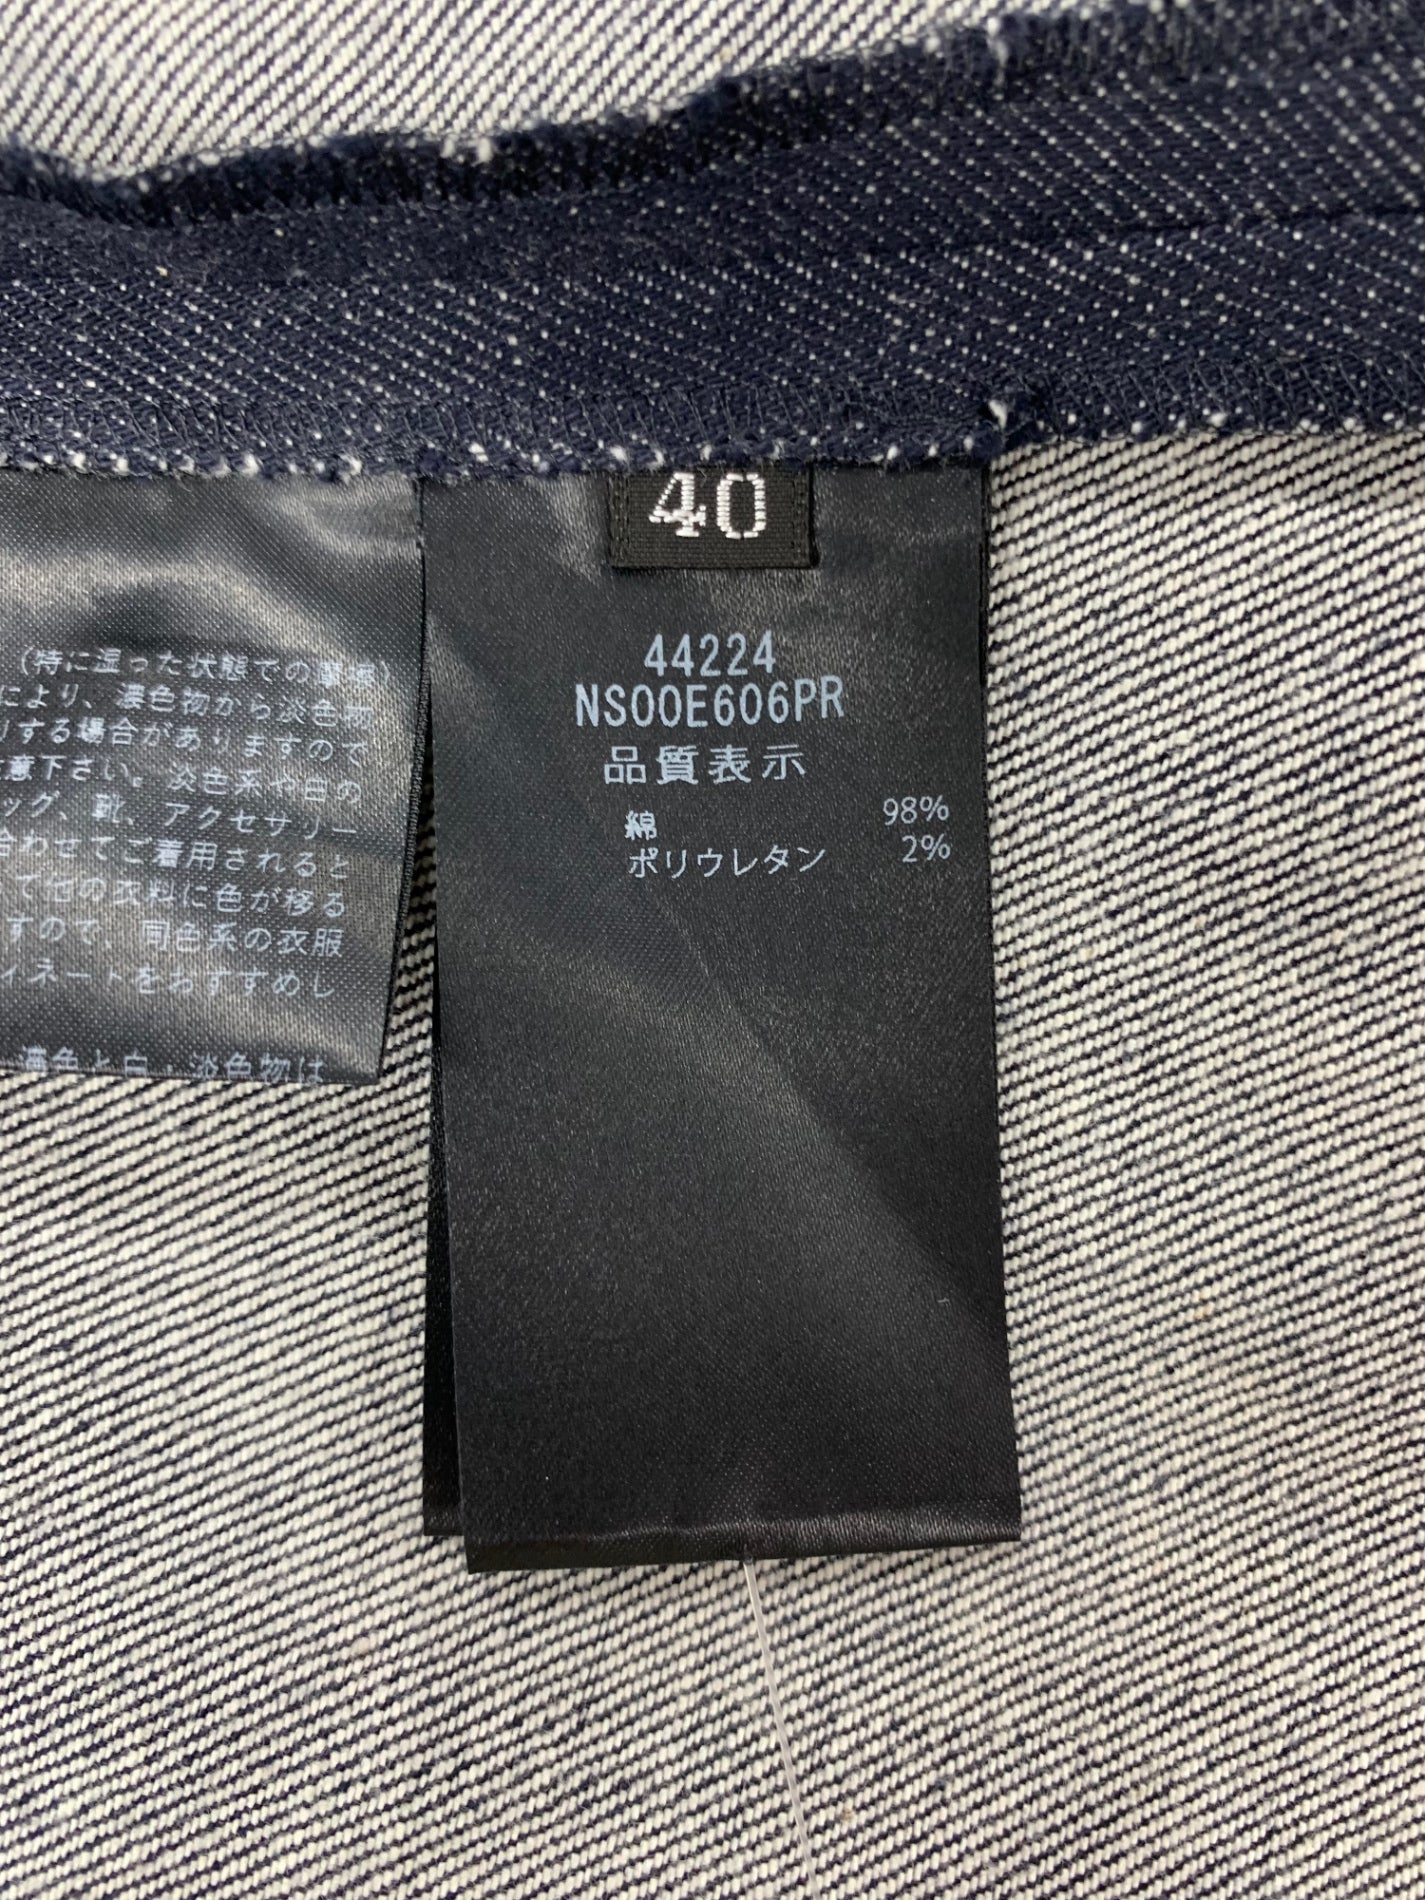 40
44224
NS00E606PR
品質表示
綿 98%
ポリウレタン 2%
(特に湿った状態での摩擦)
により、濃色物から淡色物
りする場合がありますので
注意下さい。淡色系や白の
ッグ、靴、アクセサリー
合わせてご着用されると
て他の衣料に色が移る
すので、同色系の衣服
ィネートをおすすめし
濃色と白・淡色物は